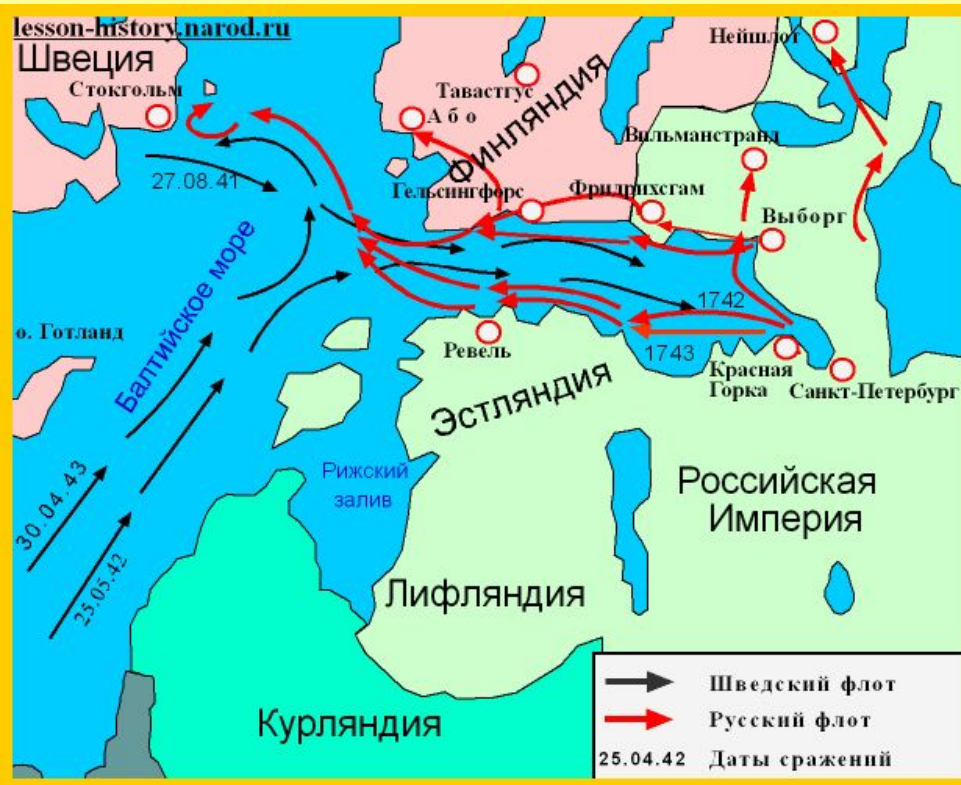 lesson-history.narod.ru
Швеция
Нейшлот
Стокгольм
Тавастгус
Або
Финляндия
Вильманстранд
27.08.41
Гельсингфорс
Фридрихсгам
Выборг
Балтийское море
1742
о. Готланд
Ревель
1743
Красная
Горка
Санкт-Петербург
Эстляндия
Рижский
залив
Российская
Империя
30.04.43
25.05.42
Лифляндия
Курляндия
Шведский флот
Русский флот
25.04.42 Даты сражений